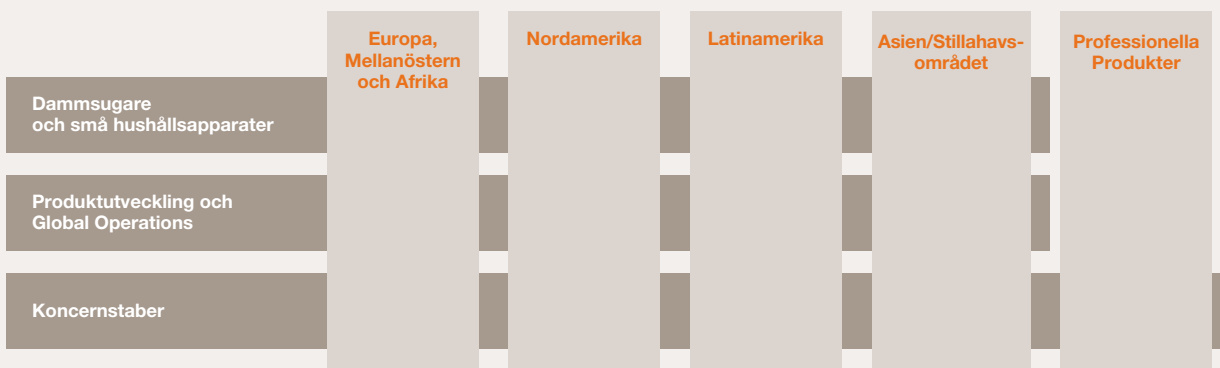 Europa,
Mellanöstern
och Afrika
Nordamerika
Latinamerika
Asien/Stillahavs-
området
Professionella
Produkter
Dammsugare
och små hushållsapparater
Produktutveckling och
Global Operations
Koncernstaber